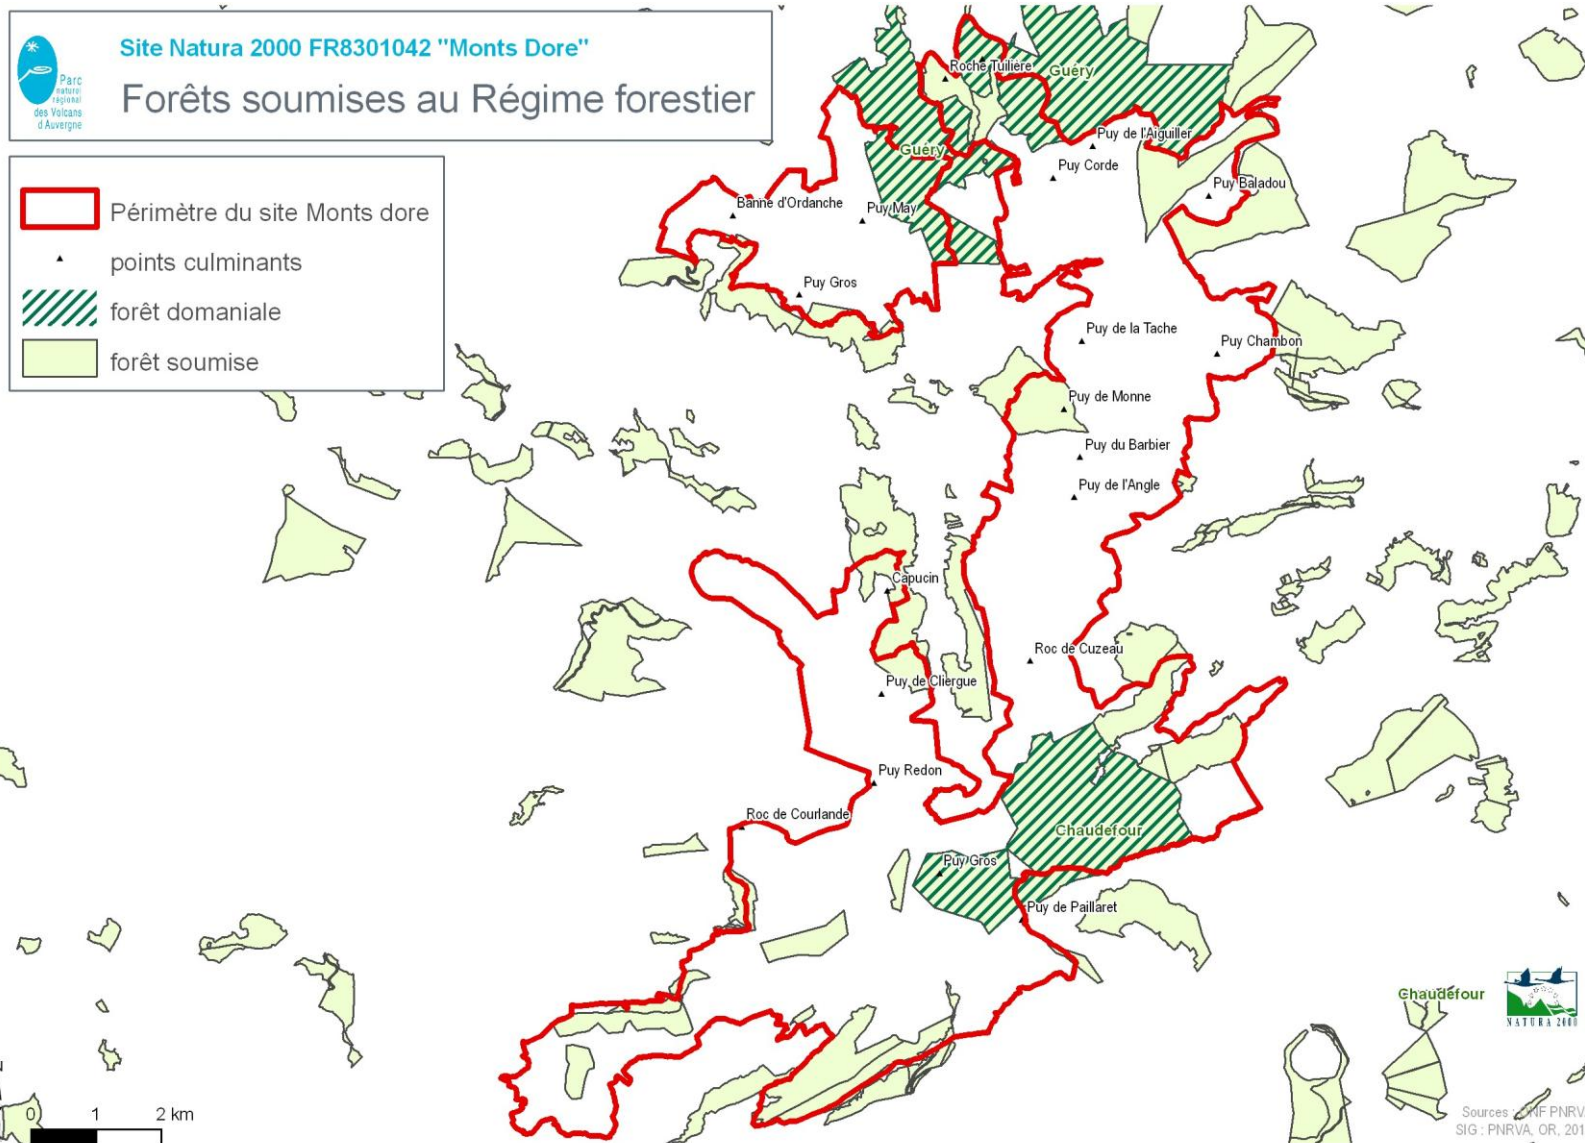 Site Natura 2000 FR8301042 "Monts Dore"
Forêts soumises au Régime forestier
Parc
naturel
régional
des Volcans
d'Auvergne
Périmètre du site Monts dore
points culminants
forêt domaniale
forêt soumise
Roche Tuilière
Guéry
Puy de l'Aiguiller
Guéry
Puy Corde
Puy Baladou
Banne d'Ordanche
Puy May
Puy Gros
Puy de la Tache
Puy Chambon
Puy de Monne
Puy du Barbier
Puy de l'Angle
Capucin
Roc de Cuzeau
Puy de Cliergue
Puy Redon
Roc de Courlande
Chaudefour
Puy Gros
Puy de Paillaret
Chaudefour
NATURA 2000
0 1 2 km
Sources : ONF PNRV
SIG : PNRVA, OR, 201